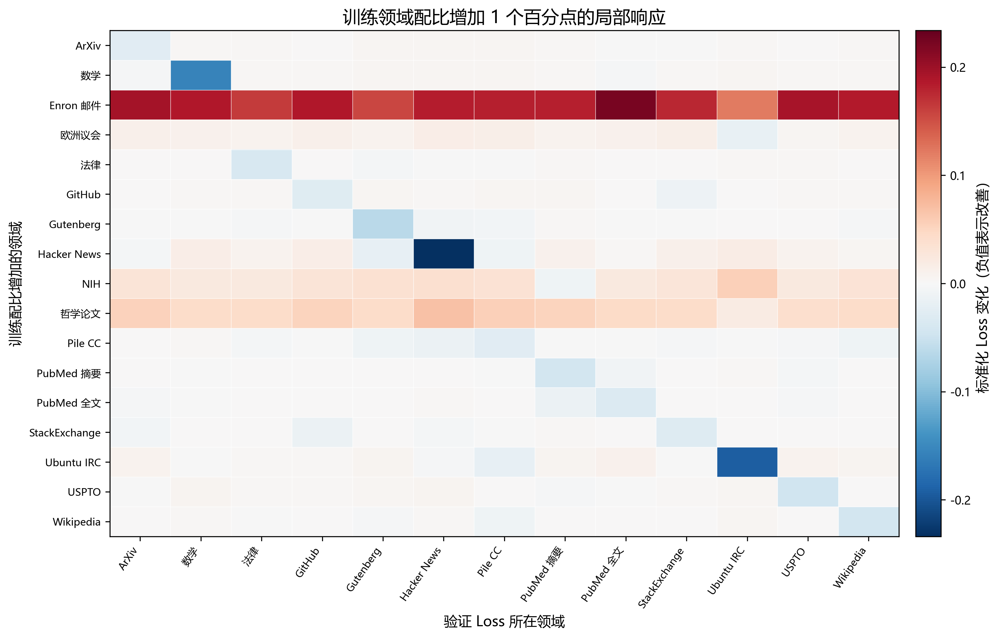 训练领域配比增加 1 个百分点的局部响应
训练配比增加的领域
ArXiv
数学
Enron 邮件
欧洲议会
法律
GitHub
Gutenberg
Hacker News
NIH
哲学论文
Pile CC
PubMed 摘要
PubMed 全文
StackExchange
Ubuntu IRC
USPTO
Wikipedia
ArXiv
数学
法律
GitHub
Gutenberg
Hacker News
Pile CC
PubMed 摘要
PubMed 全文
StackExchange
Ubuntu IRC
USPTO
Wikipedia
验证 Loss 所在领域
0.2
0.1
0.0
-0.1
-0.2
标准化 Loss 变化（负值表示改善）